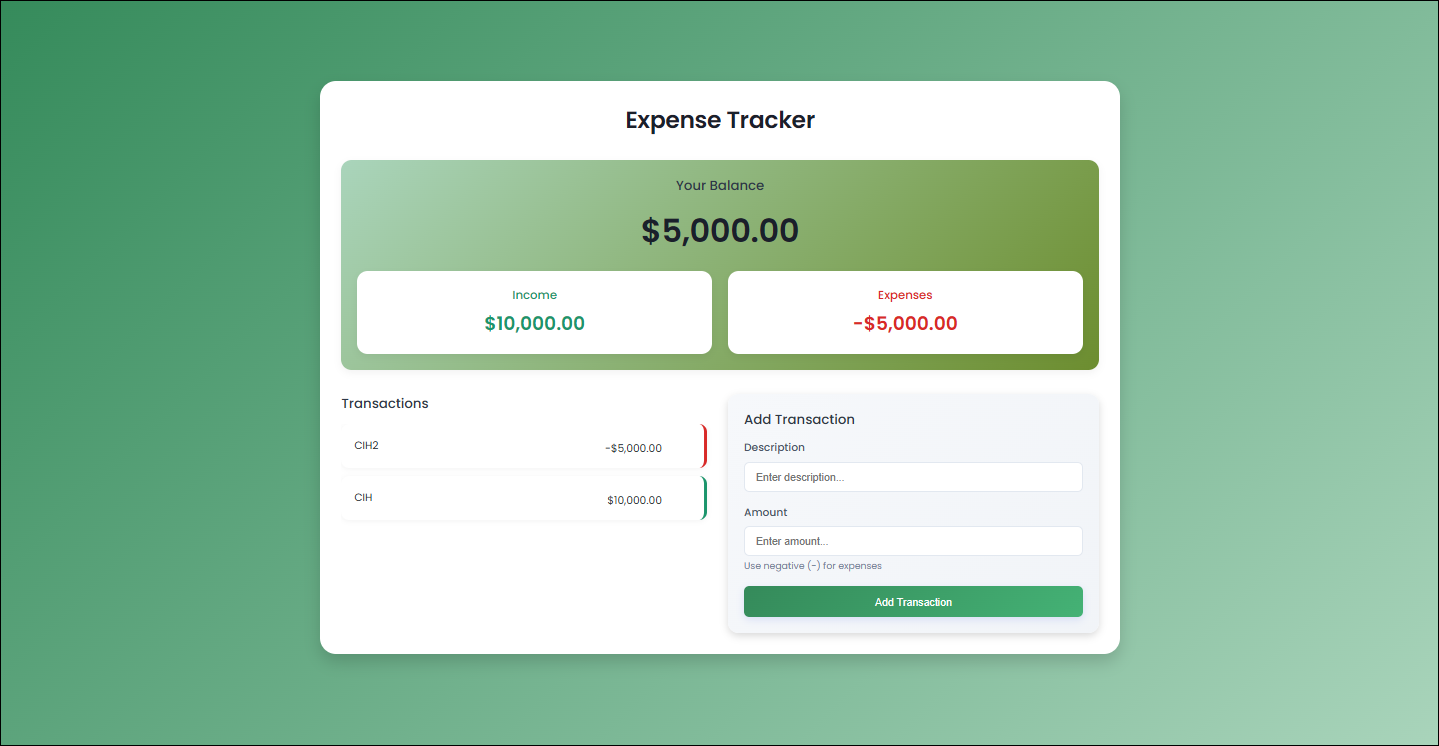 Expense Tracker
Your Balance
$5,000.00
Income
$10,000.00
Expenses
-$5,000.00
Transactions
CIH2
-$5,000.00
CIH
$10,000.00
Add Transaction
Description
Enter description...
Amount
Enter amount...
Use negative (-) for expenses
Add Transaction